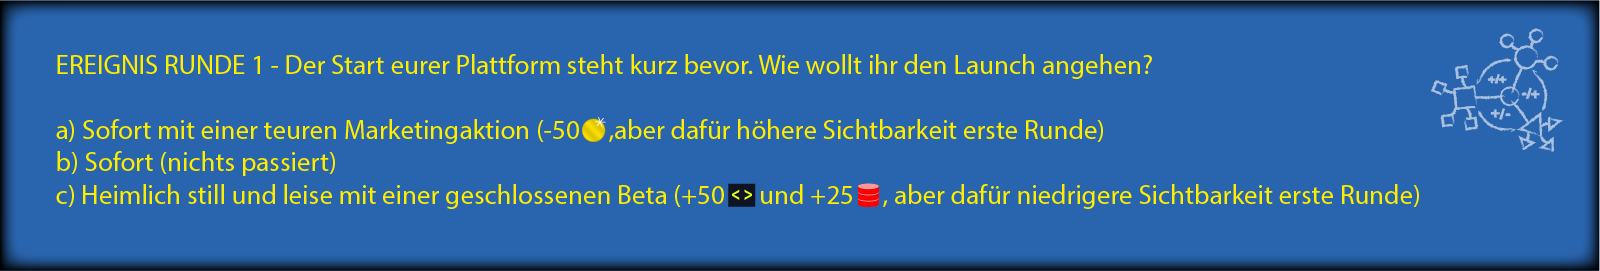 EREIGNIS RUNDE 1 - Der Start eurer Plattform steht kurz bevor. Wie wollt ihr den Launch angehen?
a) Sofort mit einer teuren Marketingaktion (-50 ,aber dafür höhere Sichtbarkeit erste Runde)
b) Sofort (nichts passiert)
c) Heimlich still und leise mit einer geschlossenen Beta (+50 <> und +25 , aber dafür niedrigere Sichtbarkeit erste Runde)
+/+
-/+
+/-